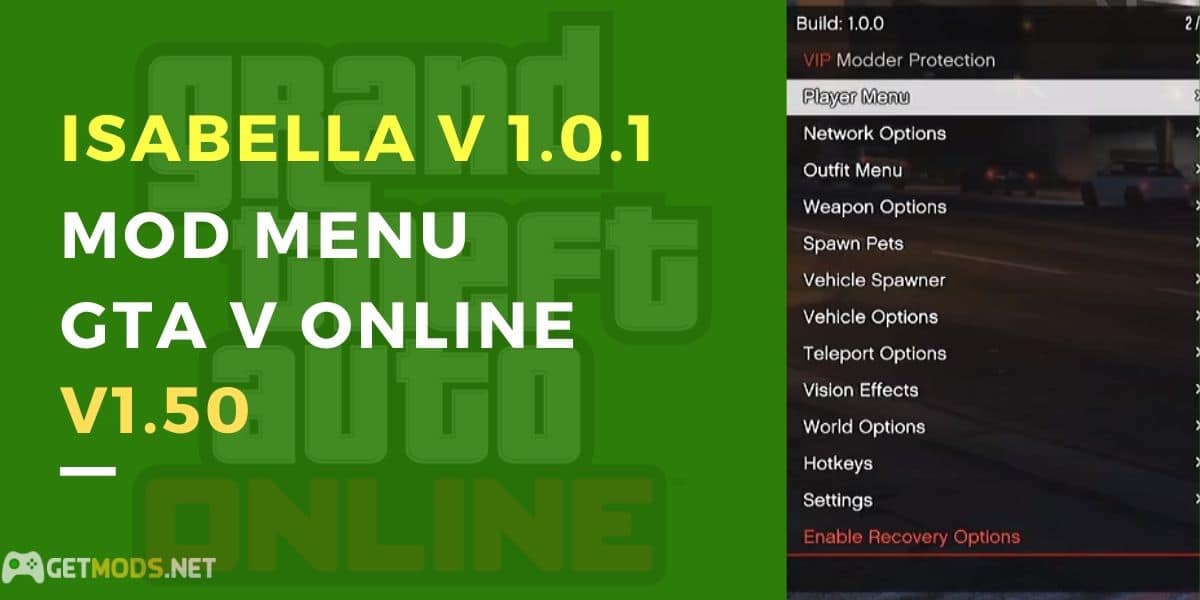 grand
theft
auto
ONLINE
ISABELLA V 1.0.1
MOD MENU
GTA V ONLINE
V1.50
GETMODS.NET
Build: 1.0.0
2/
VIP Modder Protection
Player Menu
Network Options
Outfit Menu
Weapon Options
Spawn Pets
Vehicle Spawner
Vehicle Options
Teleport Options
Vision Effects
World Options
Hotkeys
Settings
Enable Recovery Options